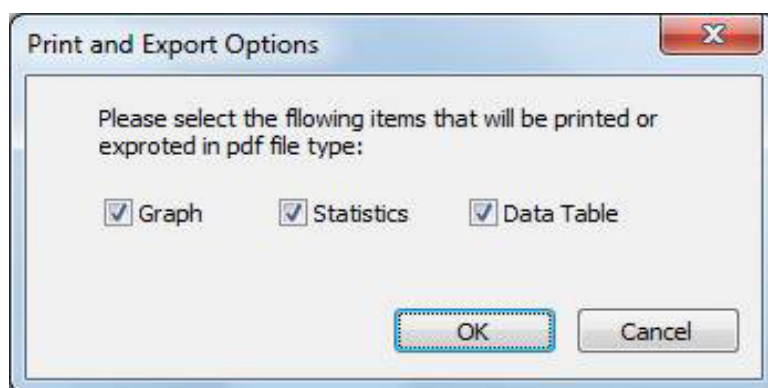 Print and Export Options
Please select the fllowing items that will be printed or
exproted in pdf file type:
Graph Statistics Data Table
OK Cancel